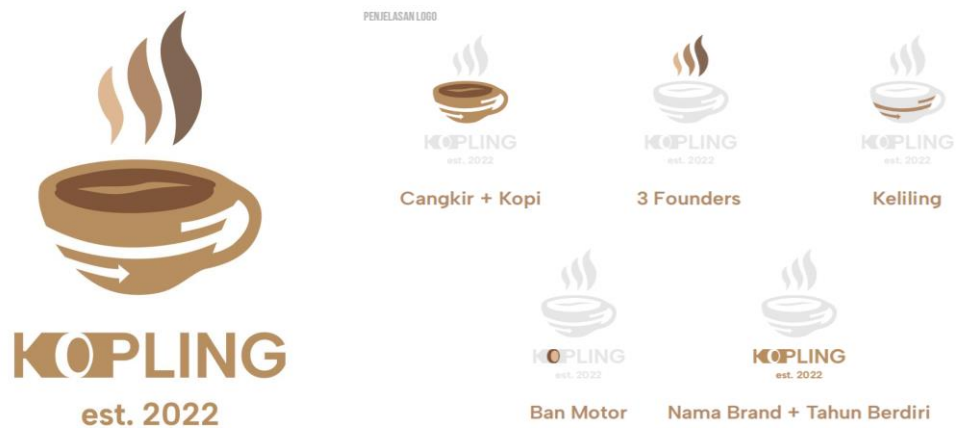 KOPLING
est. 2022
PENJELASAN LOGO
KOPLING
est. 2022
Cangkir + Kopi
KOPLING
est. 2022
3 Founders
KOPLING
est. 2022
Keliling
KOPLING
est. 2022
Ban Motor
KOPLING
est. 2022
Nama Brand + Tahun Berdiri